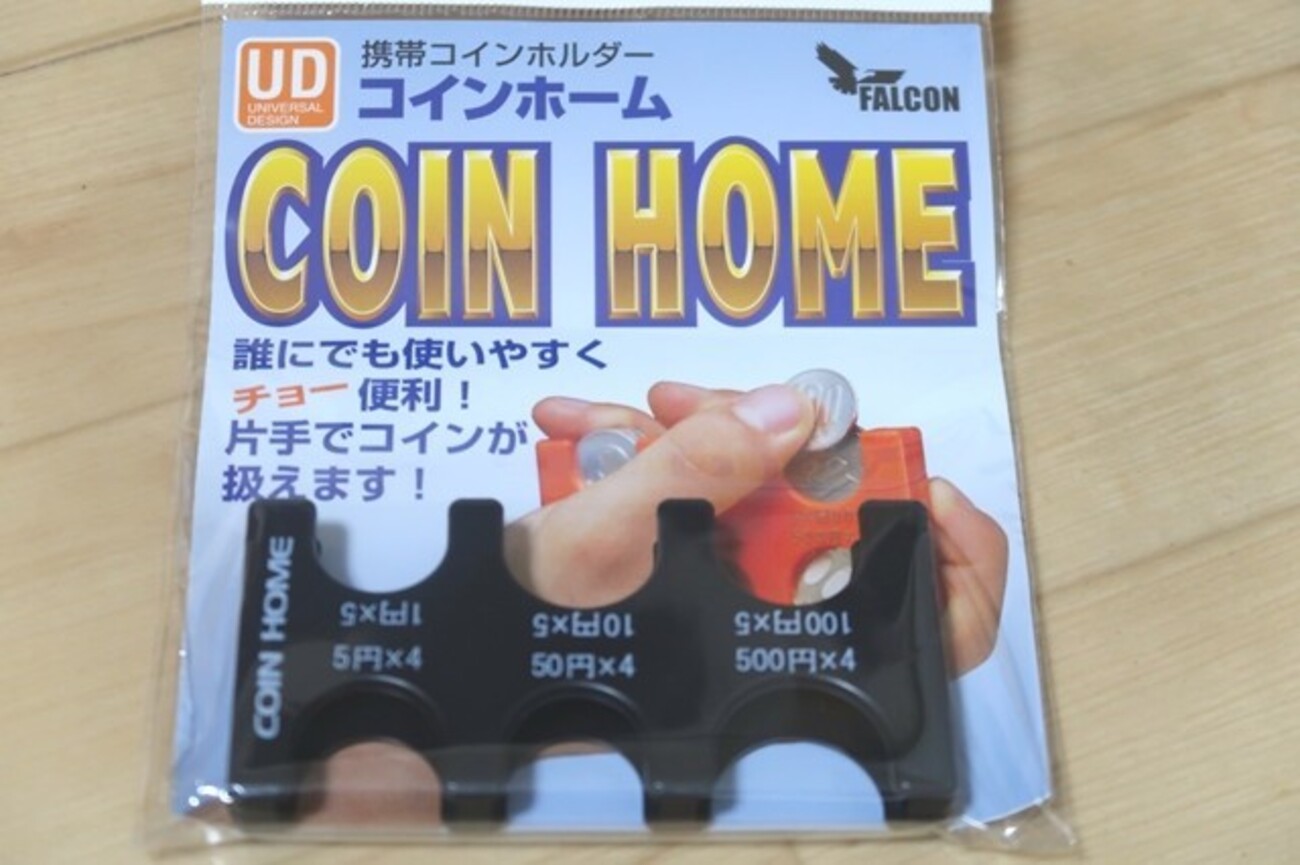 UD
UNIVERSAL
DESIGN
携帯コインホルダー
コインホーム
FALCON
COIN HOME
誰にでも使いやすく
チョー便利！
片手でコインが
扱えます！
COIN HOME
1円×5
10円×5
100円×5
5円×4
50円×4
500円×4